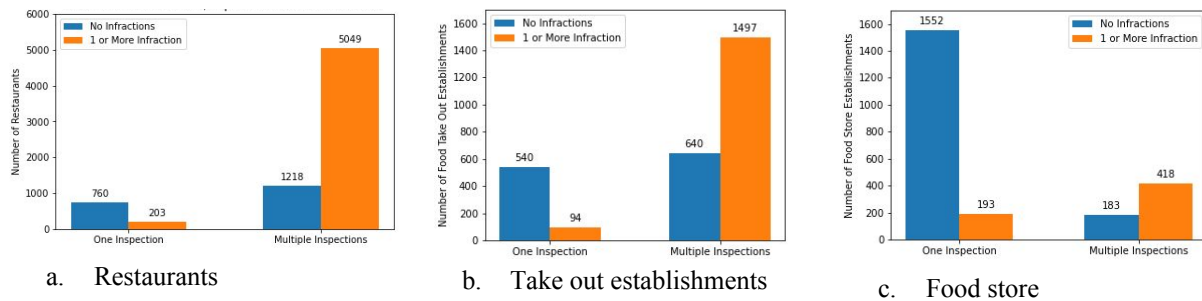 No Infractions
1 or More Infraction
Number of Restaurants
6000
5000
4000
3000
2000
1000
0
760
203
1218
5049
One Inspection
Multiple Inspections
a. Restaurants
No Infractions
1 or More Infraction
Number of Food Take Out Establishments
1600
1400
1200
1000
800
600
400
200
0
540
94
640
1497
One Inspection
Multiple Inspections
b. Take out establishments
No Infractions
1 or More Infraction
Number of Food Store Establishments
1600
1400
1200
1000
800
600
400
200
0
1552
193
183
418
One Inspection
Multiple Inspections
c. Food store